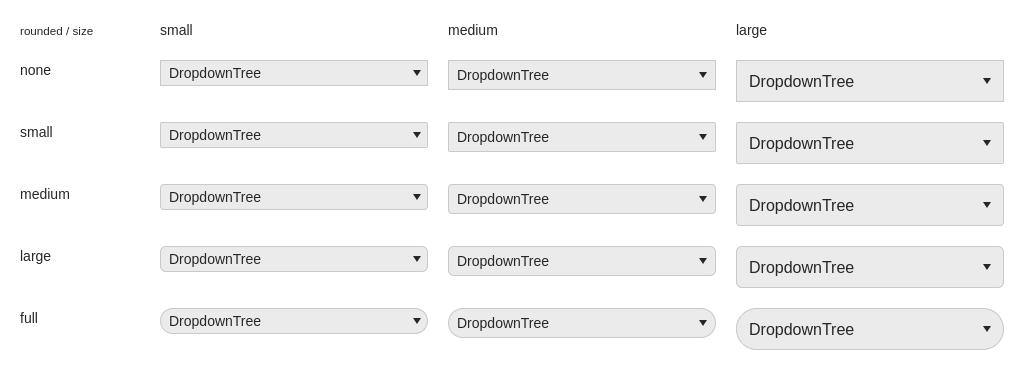 rounded / size small medium large
none DropdownTree DropdownTree DropdownTree
small DropdownTree DropdownTree DropdownTree
medium DropdownTree DropdownTree DropdownTree
large DropdownTree DropdownTree DropdownTree
full DropdownTree DropdownTree DropdownTree